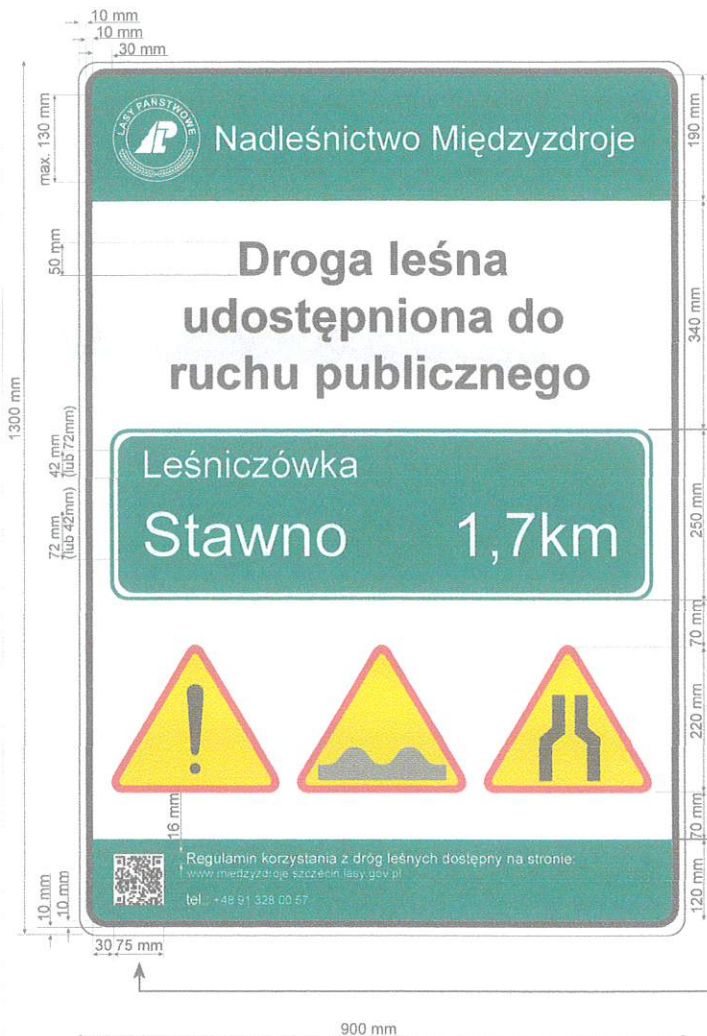 10 mm
10 mm
30 mm
1300 mm
max. 130 mm
50 mm
42 mm
(lub 72mm)
72 mm
(lub 42mm)
LASY PAŃSTWOWE
Nadleśnictwo Międzyzdroje
Droga leśna
udostępniona do
ruchu publicznego
Leśniczówka
Stawno 1,7km
190 mm
340 mm
250 mm
70 mm
220 mm
70 mm
120 mm
16 mm
Regulamin korzystania z dróg leśnych dostępny na stronie:
www.miedzyzdroje.szczecin.lasy.gov.pl
tel.: +48 91 328 00 57
10 mm
10 mm
30 75 mm
900 mm